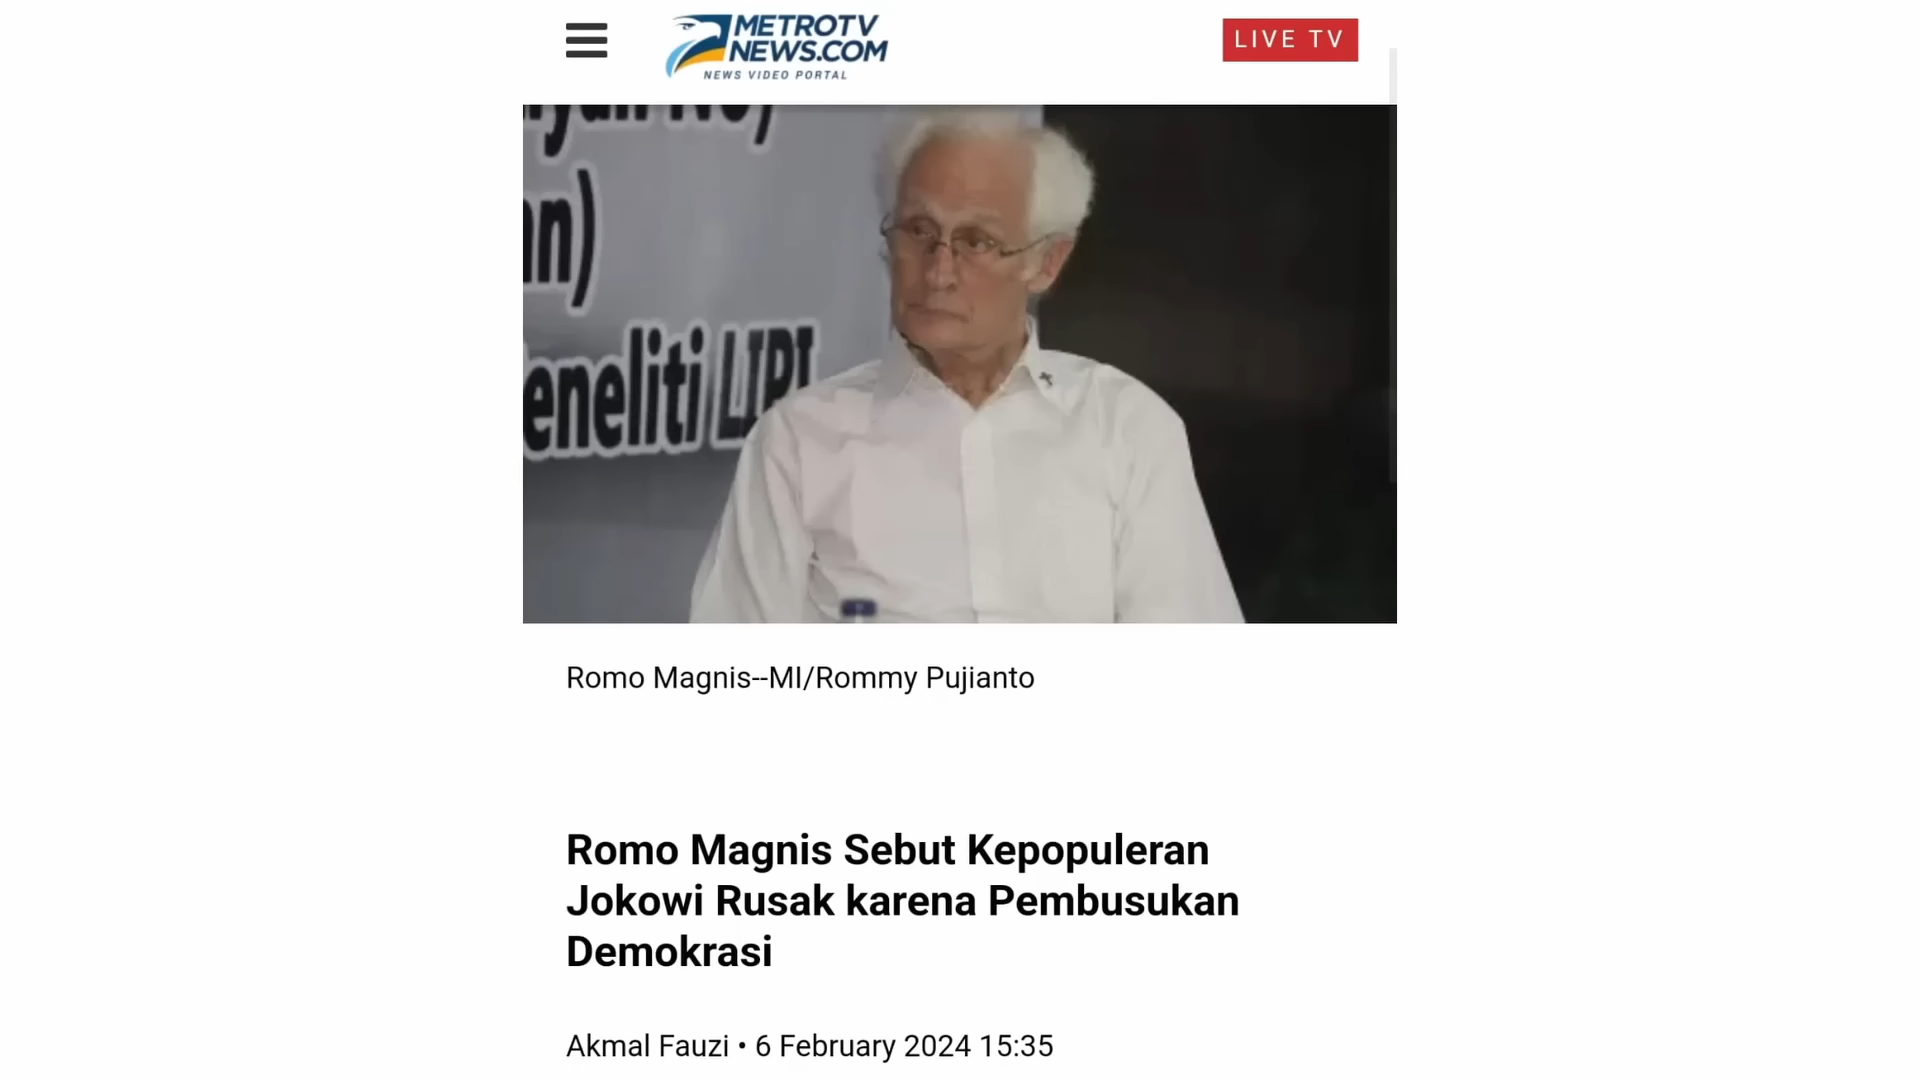 METROTV
NEWS.COM
NEWS VIDEO PORTAL
LIVE TV
an)
eneliti LIPI
Romo Magnis--MI/Rommy Pujianto
Romo Magnis Sebut Kepopuleran
Jokowi Rusak karena Pembusukan
Demokrasi
Akmal Fauzi • 6 February 2024 15:35